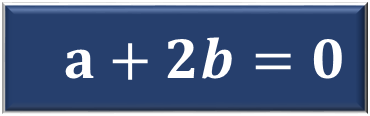 a + 2b = 0